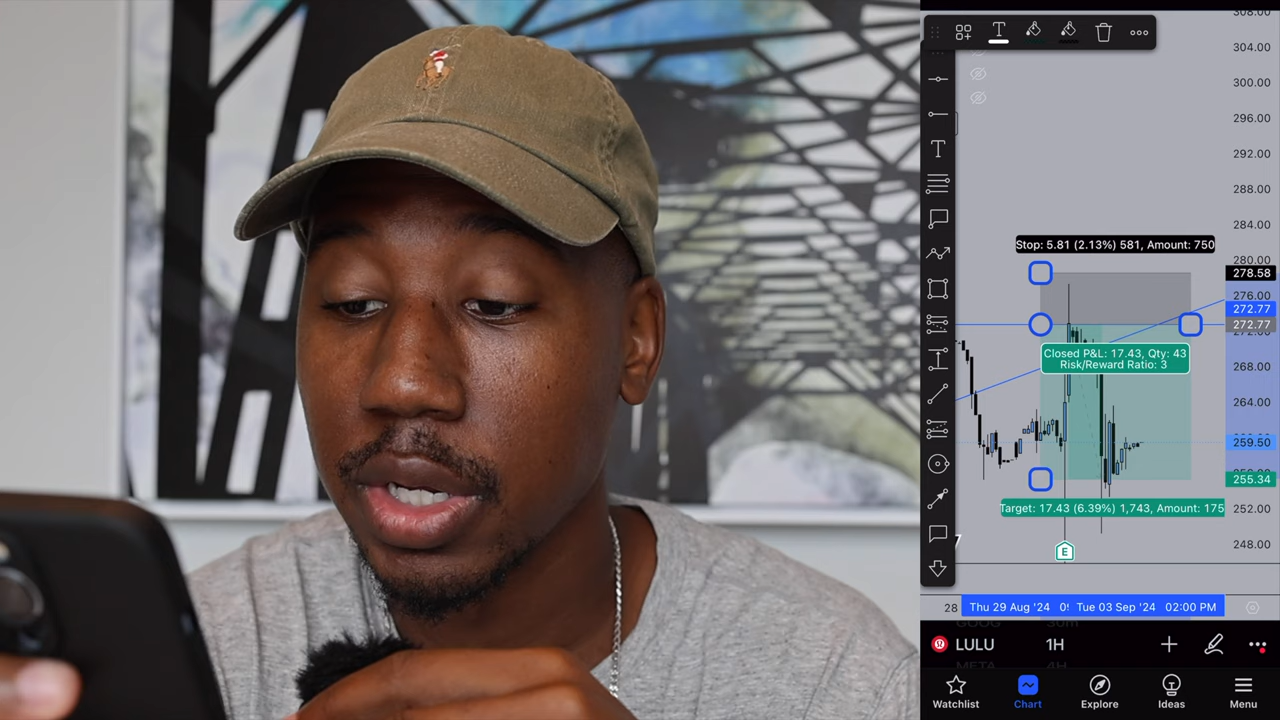 308.00
304.00
300.00
296.00
292.00
288.00
284.00
Stop: 5.81 (2.13%) 581, Amount: 750
280.00
278.58
276.00
272.77
272.77
Closed P&L: 17.43, Qty: 43
Risk/Reward Ratio: 3
268.00
264.00
259.50
255.34
Target: 17.43 (6.39%) 1,743, Amount: 175
252.00
248.00
E
28 Thu 29 Aug '24 Tue 03 Sep '24 02:00 PM
GOOG 30m
LULU 1H
META 4H
Watchlist Chart Explore Ideas Menu
T
T